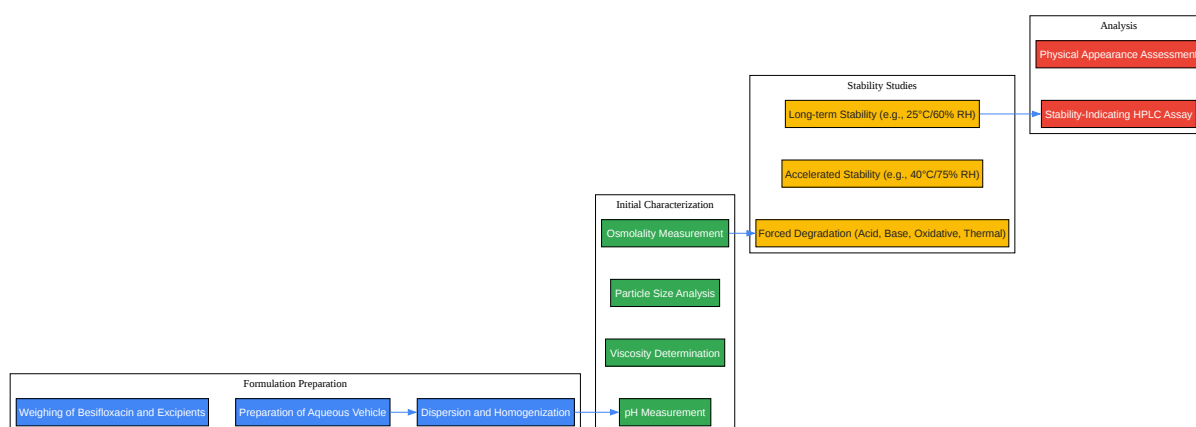 Analysis
Physical Appearance Assessment
Stability-Indicating HPLC Assay
Stability Studies
Long-term Stability (e.g., 25°C/60% RH)
Accelerated Stability (e.g., 40°C/75% RH)
Forced Degradation (Acid, Base, Oxidative, Thermal)
Initial Characterization
Osmolality Measurement
Particle Size Analysis
Viscosity Determination
pH Measurement
Formulation Preparation
Weighing of Besifloxacin and Excipients
Preparation of Aqueous Vehicle
Dispersion and Homogenization